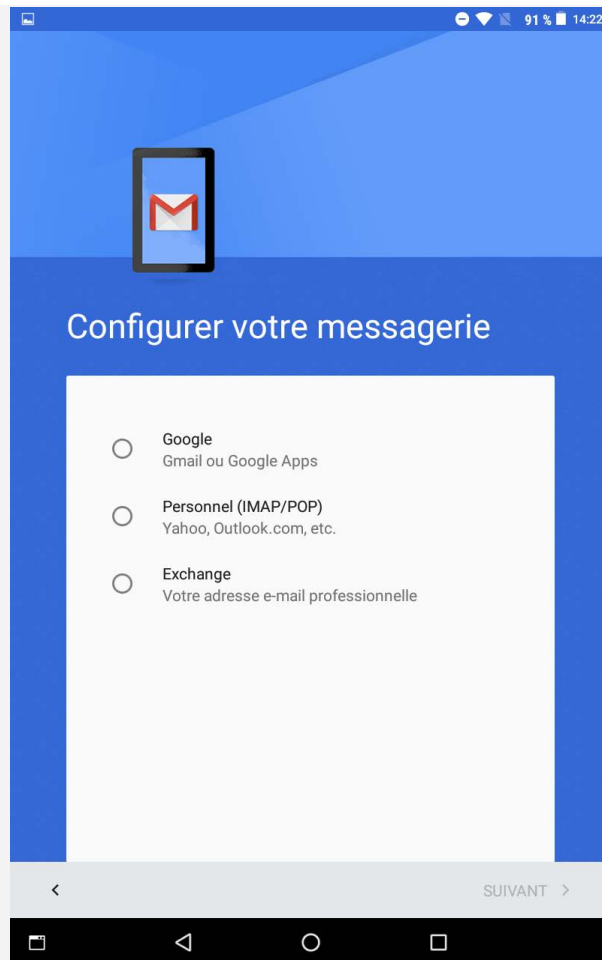 91 % 14:22
Configurer votre messagerie
Google
Gmail ou Google Apps
Personnel (IMAP/POP)
Yahoo, Outlook.com, etc.
Exchange
Votre adresse e-mail professionnelle
SUIVANT